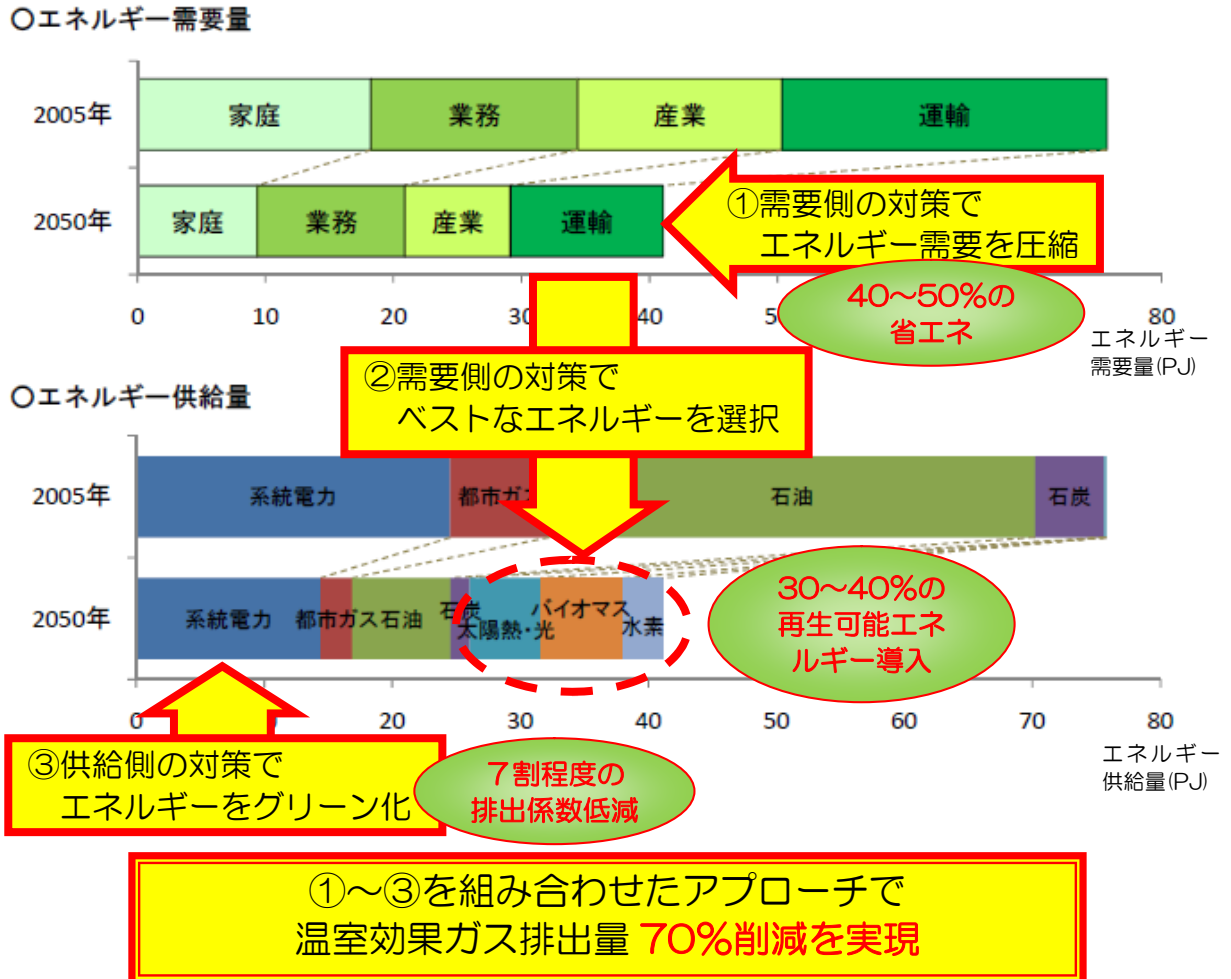 ○エネルギー需要量
2005年
家庭
業務
産業
運輸
2050年
家庭
業務
産業
運輸
①需要側の対策で
エネルギー需要を圧縮
0 10 20 30 40 5 80
40～50%の
省エネ
エネルギー
需要量(PJ)
②需要側の対策で
ベストなエネルギーを選択
○エネルギー供給量
2005年
系統電力
都市ガス
石油
石炭
2050年
系統電力
都市ガス
石油
石炭
太陽熱・光
バイオマス
水素
30～40%の
再生可能エネ
ルギー導入
0 20 30 40 50 60 70 80
エネルギー
供給量(PJ)
③供給側の対策で
エネルギーをグリーン化
7割程度の
排出係数低減
①～③を組み合わせたアプローチで
温室効果ガス排出量 70%削減を実現